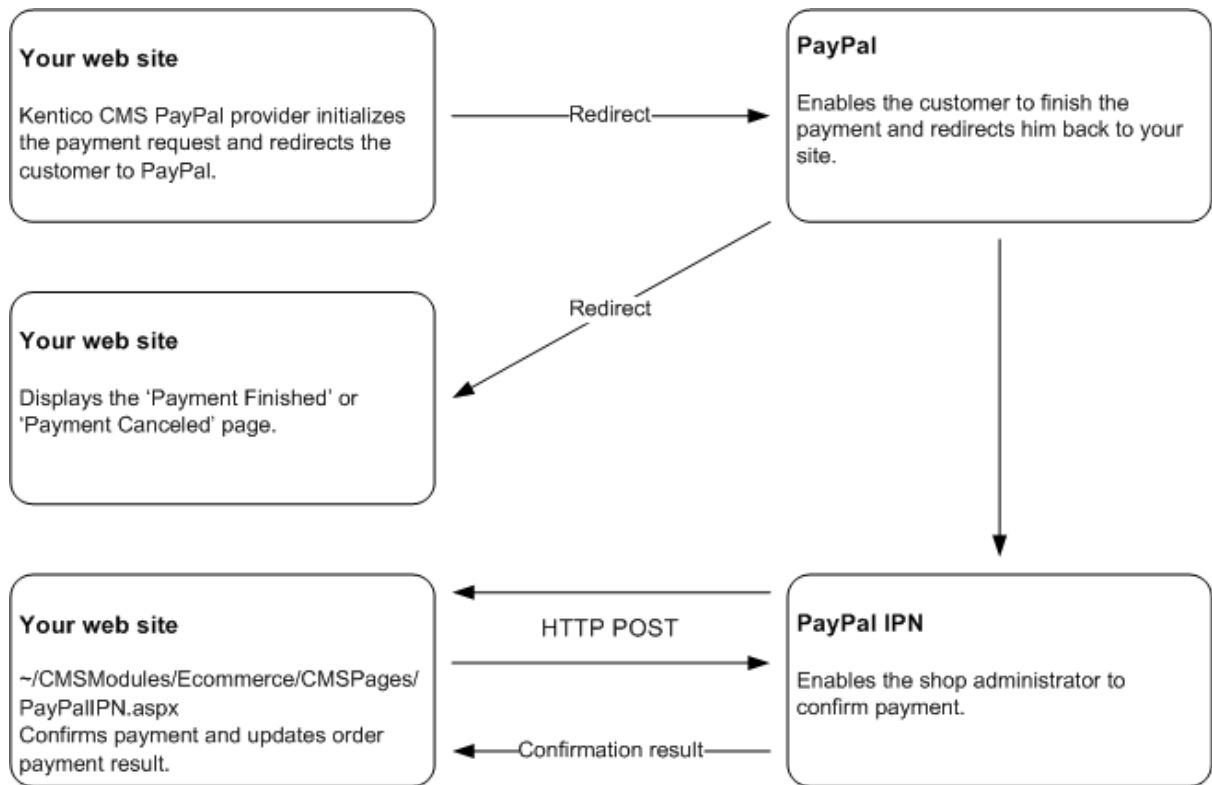 Your web site
Kentico CMS PayPal provider initializes
the payment request and redirects the
customer to PayPal.
Redirect
PayPal
Enables the customer to finish the
payment and redirects him back to your
site.
Redirect
Your web site
Displays the ‘Payment Finished’ or
‘Payment Canceled’ page.
Your web site
~/CMSModules/Ecommerce/CMSPages/
PayPalIPN.aspx
Confirms payment and updates order
payment result.
HTTP POST
Confirmation result
PayPal IPN
Enables the shop administrator to
confirm payment.